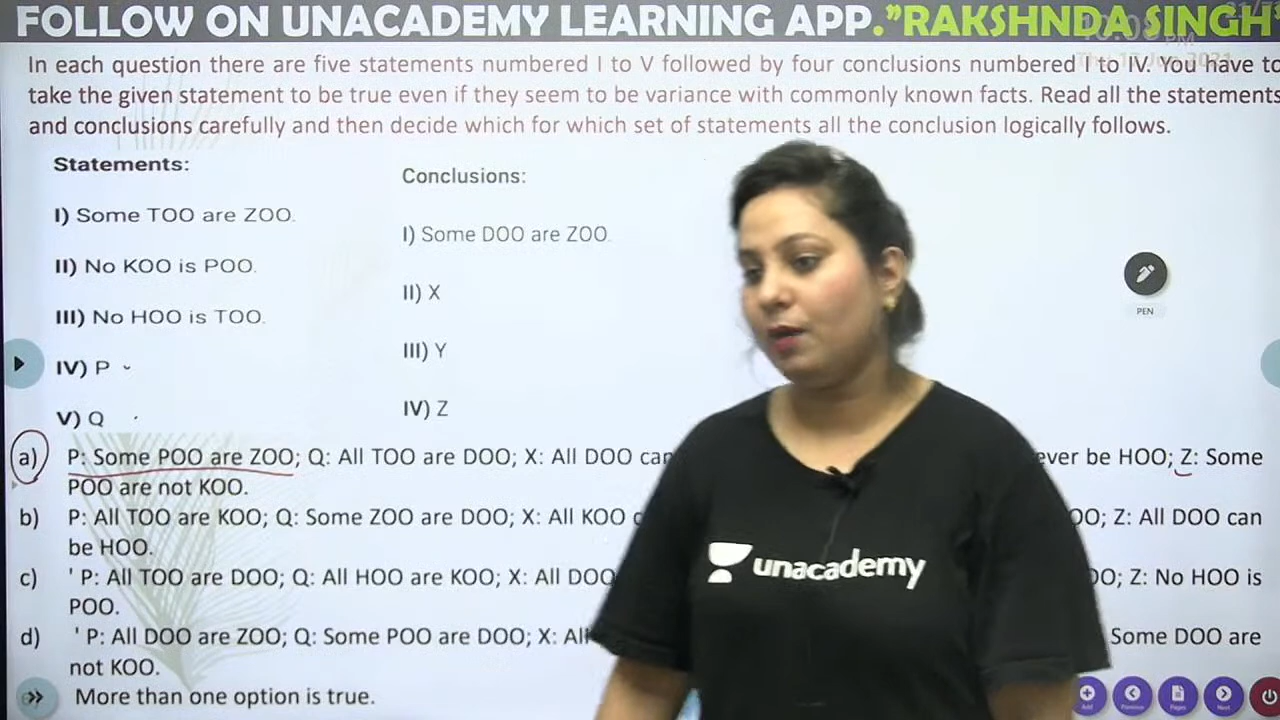 FOLLOW ON UNACADEMY LEARNING APP."RAKSHNDA SINGH"
In each question there are five statements numbered I to V followed by four conclusions numbered I to IV. You have to
take the given statement to be true even if they seem to be variance with commonly known facts. Read all the statements
and conclusions carefully and then decide which for which set of statements all the conclusion logically follows.
Statements:
Conclusions:
I) Some TOO are ZOO.
I) Some DOO are ZOO.
II) No KOO is POO.
II) X
III) No HOO is TOO.
III) Y
IV) P
IV) Z
V) Q
PEN
a) P: Some POO are ZOO; Q: All TOO are DOO; X: All DOO can be HOO; Z: Some
POO are not KOO.
b) P: All TOO are KOO; Q: Some ZOO are DOO; X: All KOO Z: All DOO can
be HOO.
c) ' P: All TOO are DOO; Q: All HOO are KOO; X: All DOO Z: No HOO is
POO.
d) ' P: All DOO are ZOO; Q: Some POO are DOO; X: Some DOO are
not KOO.
More than one option is true.
unacademy
Add Previous Pages Next